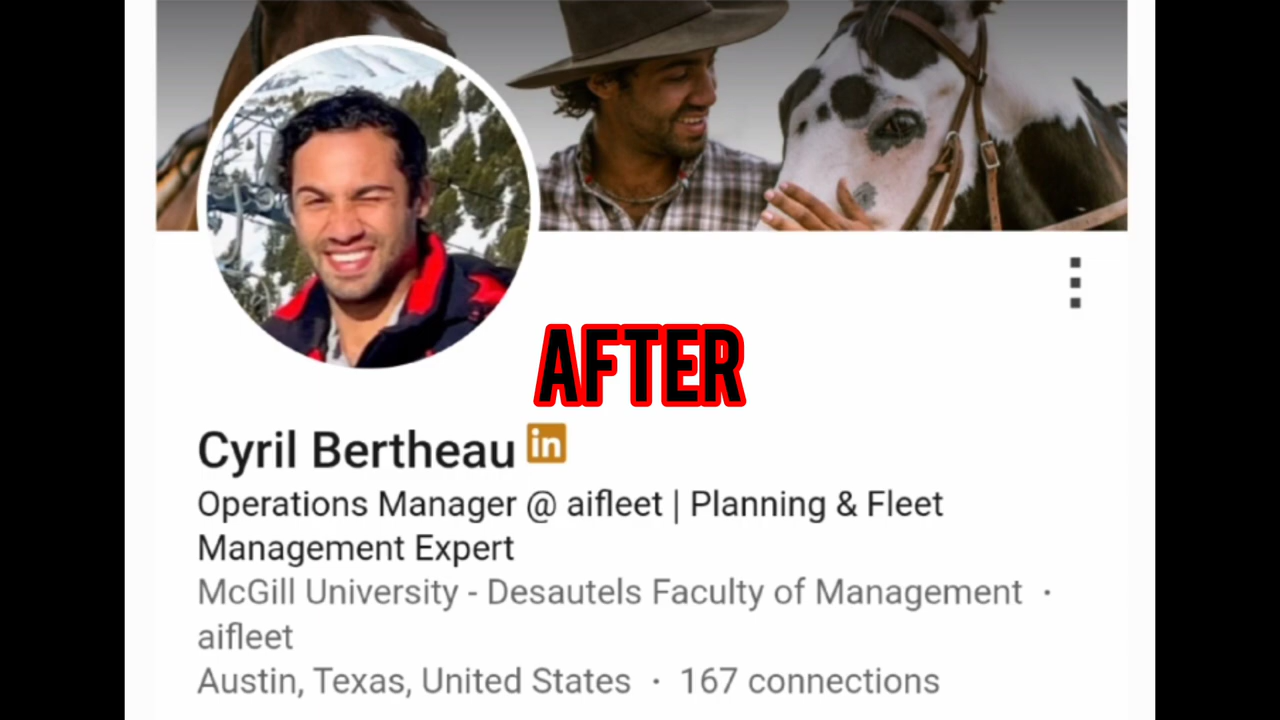 AFTER
Cyril Bertheau in
Operations Manager @ aifleet | Planning & Fleet
Management Expert
McGill University - Desautels Faculty of Management ·
aifleet
Austin, Texas, United States · 167 connections